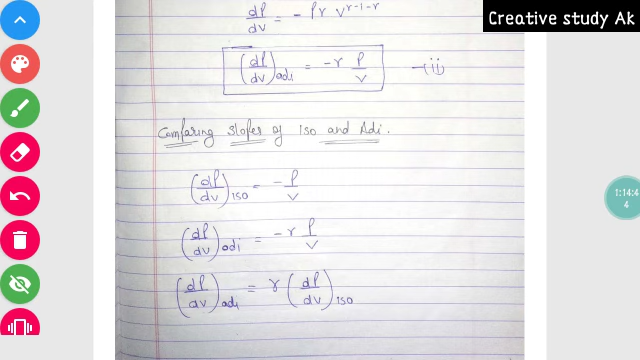 Creative study Ak
dP/dv = - Pr v^r-1-r
(dP/dv)adi = -r P/v —(ii)
Comparing slopes of iso and Adi.
(dP/dv)iso = -P/v
(dP/dv)adi = -r P/v
(dP/dv)adi = r (dP/dv)iso
1:14:4
4